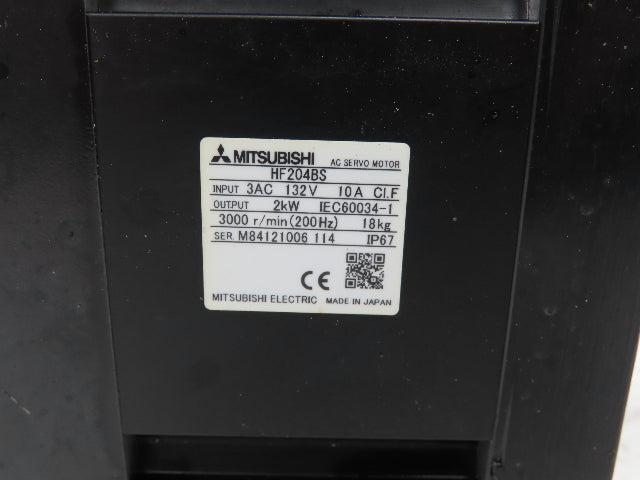 MITSUBISHI AC SERVO MOTOR
HF204BS
INPUT 3AC 132V 10A CI.F
OUTPUT 2kW IEC60034-1
3000 r/min(200Hz) 18kg
SER. M84121006 114 IP67
CE
MITSUBISHI ELECTRIC MADE IN JAPAN